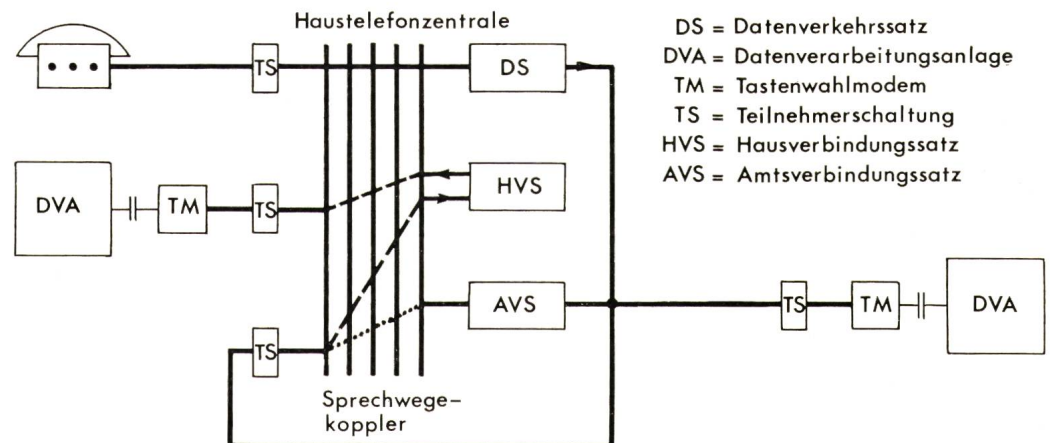 Haustelefonzentrale
TS
DS
DS = Datenverkehrssatz
DVA = Datenverarbeitungsanlage
TM = Tastenwahlmodem
TS = Teilnehmerschaltung
HVS = Hausverbindungssatz
AVS = Amtsverbindungssatz
DVA
TM
TS
HVS
TS
AVS
TS
TM
DVA
Sprechwege-
koppler